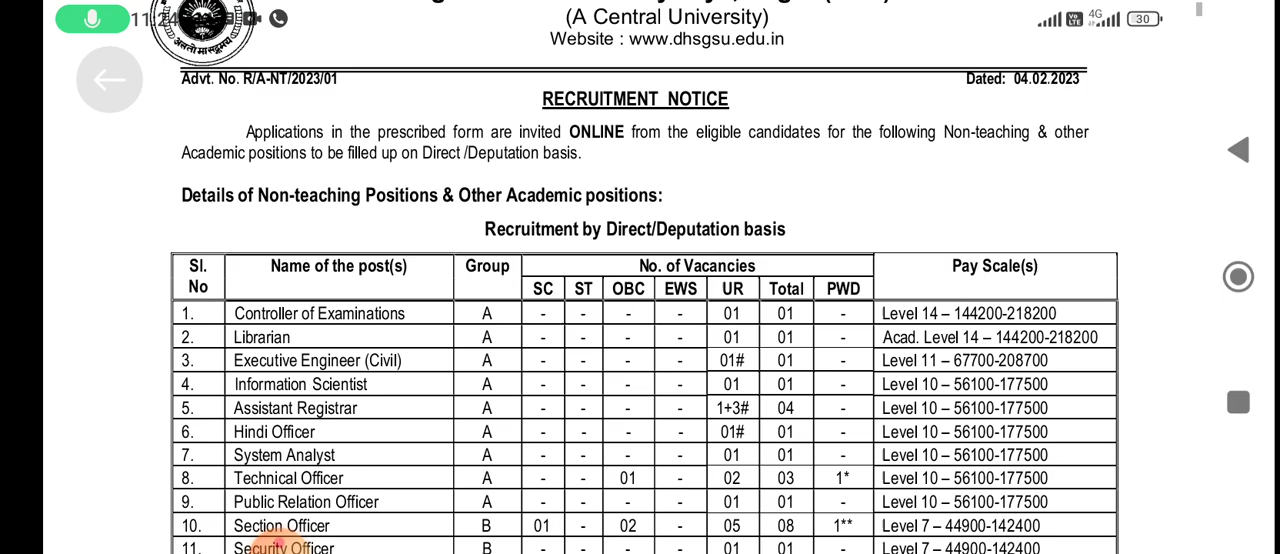 11:24
4G
30
(A Central University)
Website : www.dhsgsu.edu.in
असतो मा सद्गमय
Advt. No. R/A-NT/2023/01 Dated: 04.02.2023
RECRUITMENT NOTICE
Applications in the prescribed form are invited ONLINE from the eligible candidates for the following Non-teaching & other
Academic positions to be filled up on Direct /Deputation basis.
Details of Non-teaching Positions & Other Academic positions:
Recruitment by Direct/Deputation basis
Sl. No Name of the post(s) Group No. of Vacancies Pay Scale(s)
SC ST OBC EWS UR Total PWD
1. Controller of Examinations A - - - - 01 01 - Level 14 – 144200-218200
2. Librarian A - - - - 01 01 - Acad. Level 14 – 144200-218200
3. Executive Engineer (Civil) A - - - - 01# 01 - Level 11 – 67700-208700
4. Information Scientist A - - - - 01 01 - Level 10 – 56100-177500
5. Assistant Registrar A - - - - 1+3# 04 - Level 10 – 56100-177500
6. Hindi Officer A - - - - 01# 01 - Level 10 – 56100-177500
7. System Analyst A - - - - 01 01 - Level 10 – 56100-177500
8. Technical Officer A - - 01 - 02 03 1* Level 10 – 56100-177500
9. Public Relation Officer A - - - - 01 01 - Level 10 – 56100-177500
10. Section Officer B 01 - 02 - 05 08 1** Level 7 – 44900-142400
11. Security Officer B - - - - 01 01 - Level 7 – 44900-142400